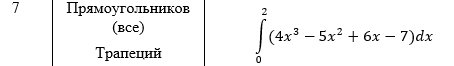 7
Прямоугольников
(все)
Трапеций
∫₀² (4x³ − 5x² + 6x − 7)dx